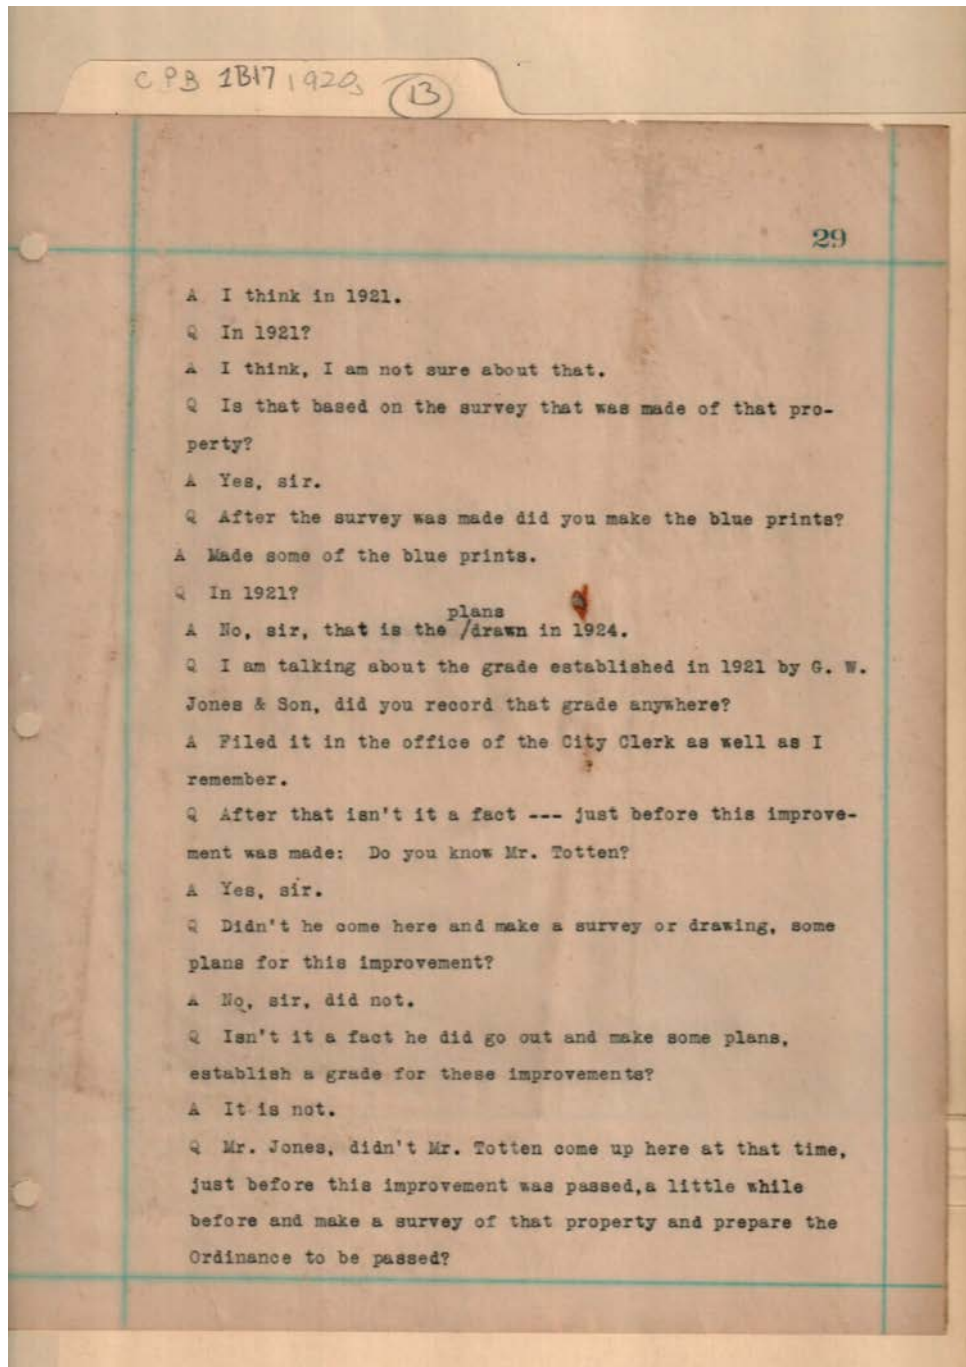 CPB 1B17 1920s 13
29
A I think in 1921.
Q In 1921?
A I think, I am not sure about that.
Q Is that based on the survey that was made of that pro-
perty?
A Yes, sir.
Q After the survey was made did you make the blue prints?
A Made some of the blue prints.
Q In 1921?
plans
A No, sir, that is the /drawn in 1924.
Q I am talking about the grade established in 1921 by G. W.
Jones & Son, did you record that grade anywhere?
A Filed it in the office of the City Clerk as well as I
remember.
Q After that isn't it a fact --- just before this improve-
ment was made: Do you know Mr. Totten?
A Yes, sir.
Q Didn't he come here and make a survey or drawing, some
plans for this improvement?
A No, sir, did not.
Q Isn't it a fact he did go out and make some plans,
establish a grade for these improvements?
A It is not.
Q Mr. Jones, didn't Mr. Totten come up here at that time,
just before this improvement was passed,a little while
before and make a survey of that property and prepare the
Ordinance to be passed?